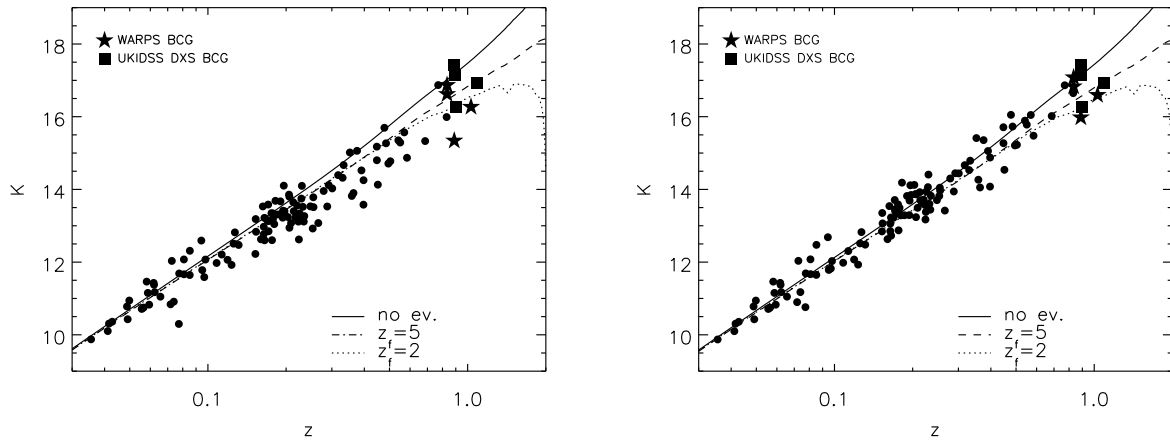 18
16
14
12
10
K
WARPS BCG
UKIDSS DXS BCG
no ev.
z_f=5
z_f=2
0.1
1.0
z
18
16
14
12
10
K
WARPS BCG
UKIDSS DXS BCG
no ev.
z_f=5
z_f=2
0.1
1.0
z